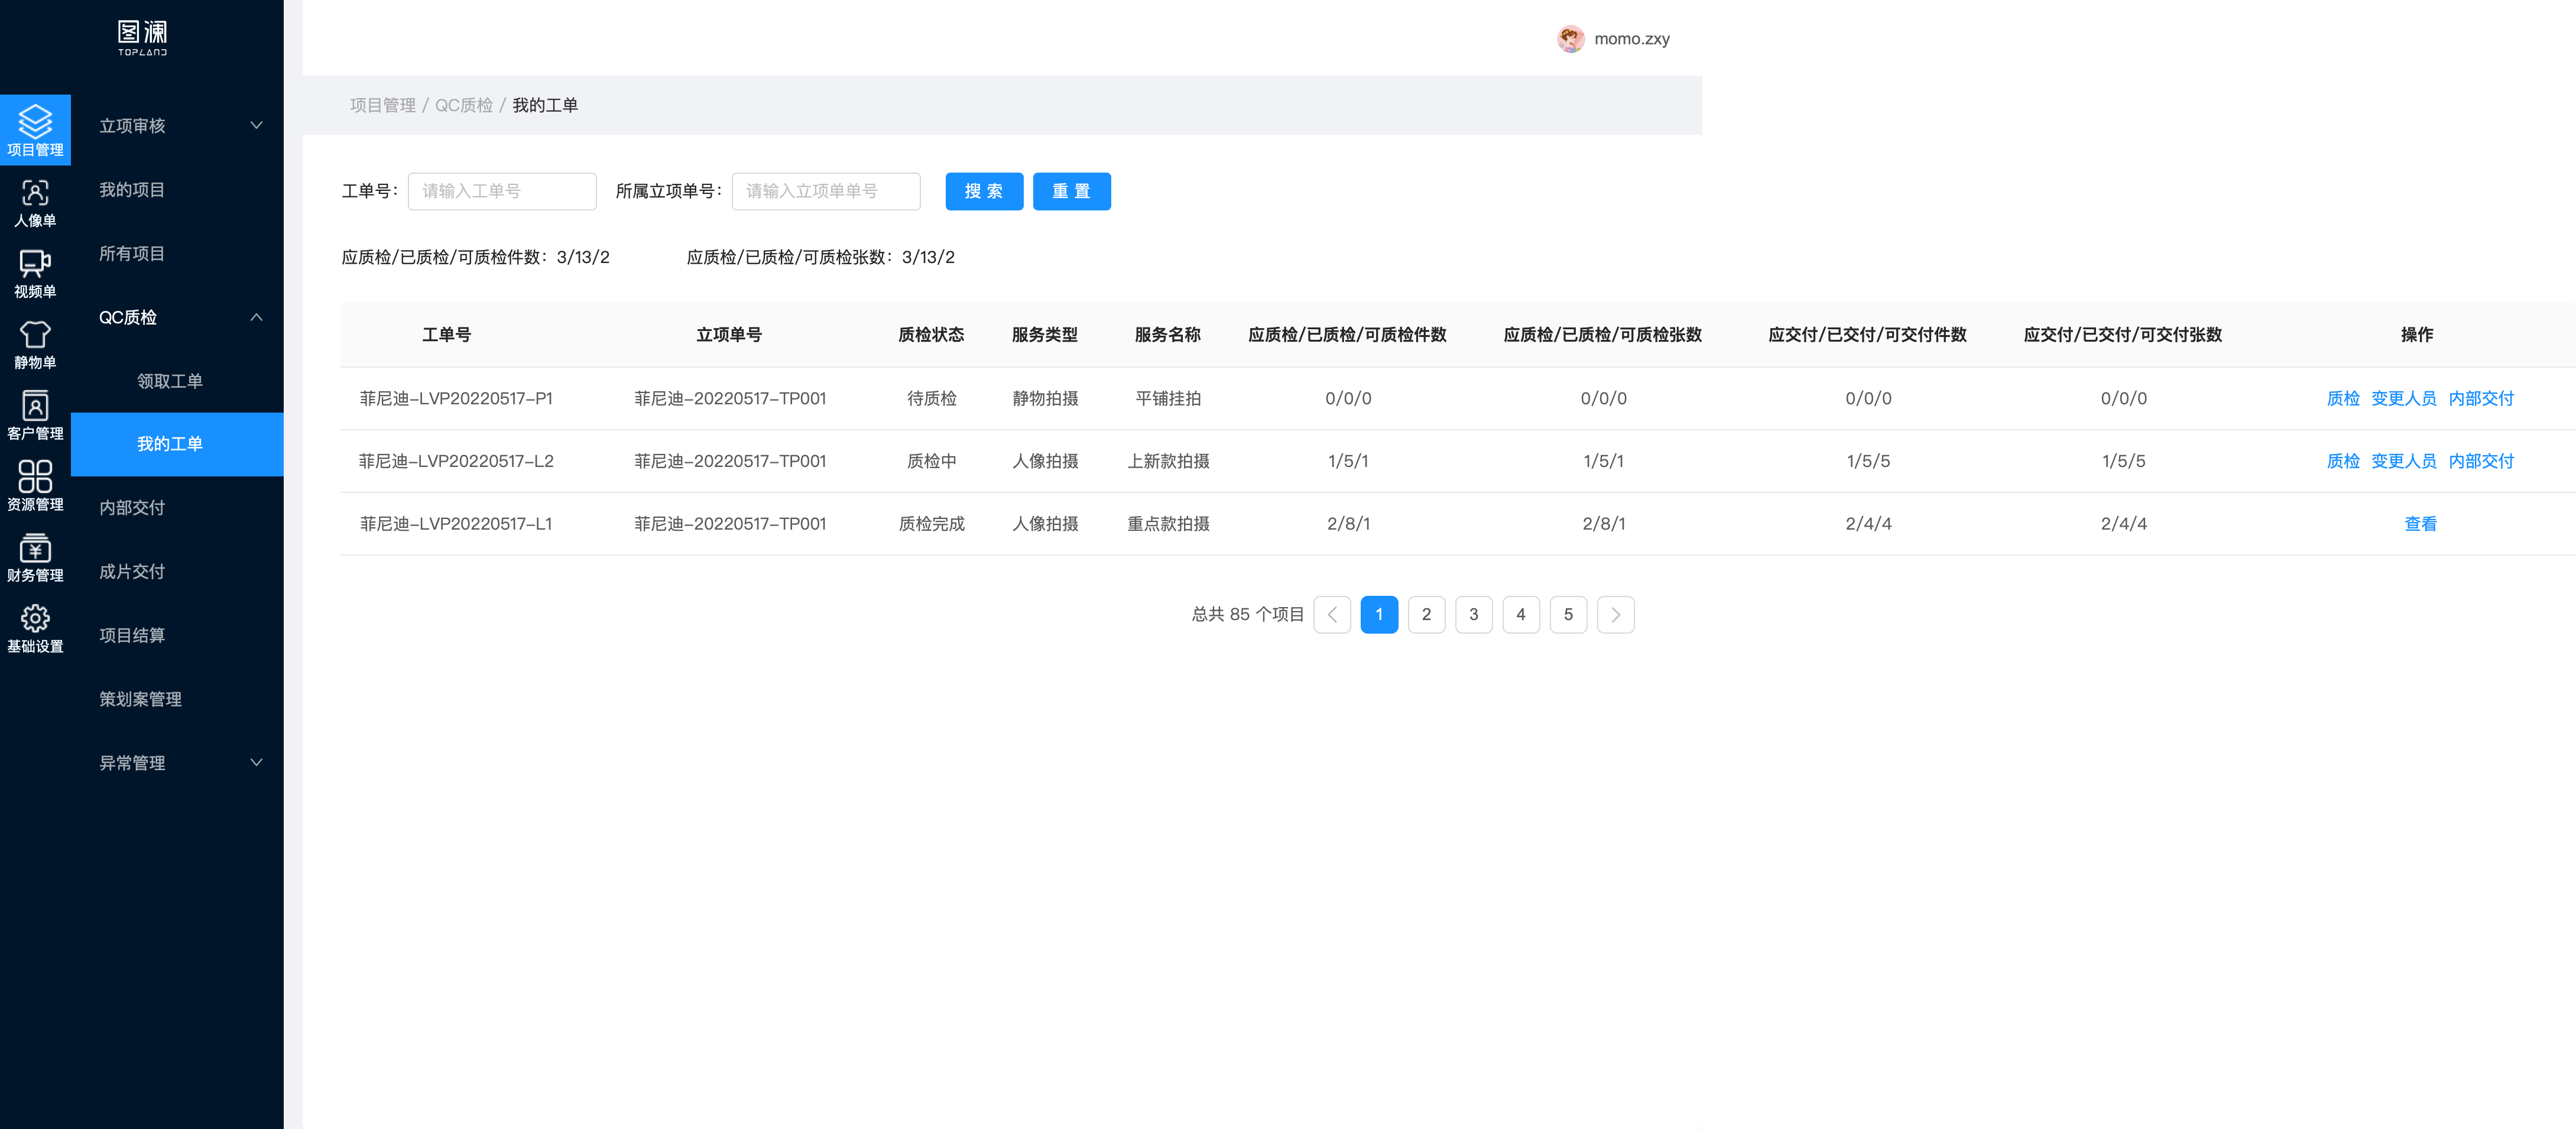 图澜
TOPLAND
项目管理
人像单
视频单
静物单
客户管理
资源管理
财务管理
基础设置
立项审核
我的项目
所有项目
QC质检
领取工单
我的工单
内部交付
成片交付
项目结算
策划案管理
异常管理
momo.zxy
项目管理 / QC质检 / 我的工单
工单号： 请输入工单号 所属立项单号： 请输入立项单单号 搜 索 重 置
应质检/已质检/可质检件数：3/13/2 应质检/已质检/可质检张数：3/13/2
工单号 立项单号 质检状态 服务类型 服务名称 应质检/已质检/可质检件数 应质检/已质检/可质检张数 应交付/已交付/可交付件数 应交付/已交付/可交付张数 操作
菲尼迪-LVP20220517-P1 菲尼迪-20220517-TP001 待质检 静物拍摄 平铺挂拍 0/0/0 0/0/0 0/0/0 0/0/0 质检 变更人员 内部交付
菲尼迪-LVP20220517-L2 菲尼迪-20220517-TP001 质检中 人像拍摄 上新款拍摄 1/5/1 1/5/1 1/5/5 1/5/5 质检 变更人员 内部交付
菲尼迪-LVP20220517-L1 菲尼迪-20220517-TP001 质检完成 人像拍摄 重点款拍摄 2/8/1 2/8/1 2/4/4 2/4/4 查看
总共 85 个项目 1 2 3 4 5